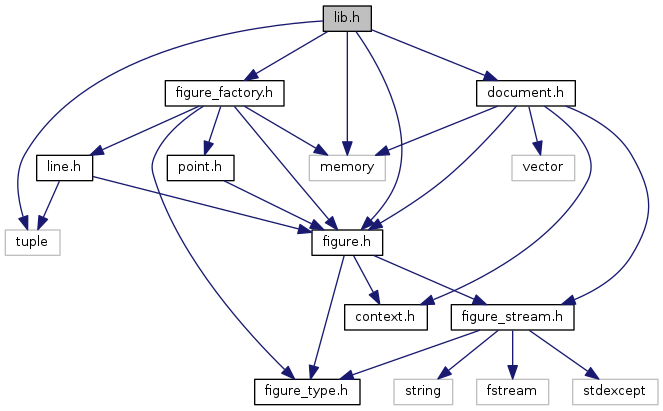 lib.h
figure_factory.h
document.h
line.h
point.h
memory
vector
tuple
figure.h
context.h
figure_stream.h
figure_type.h
string
fstream
stdexcept